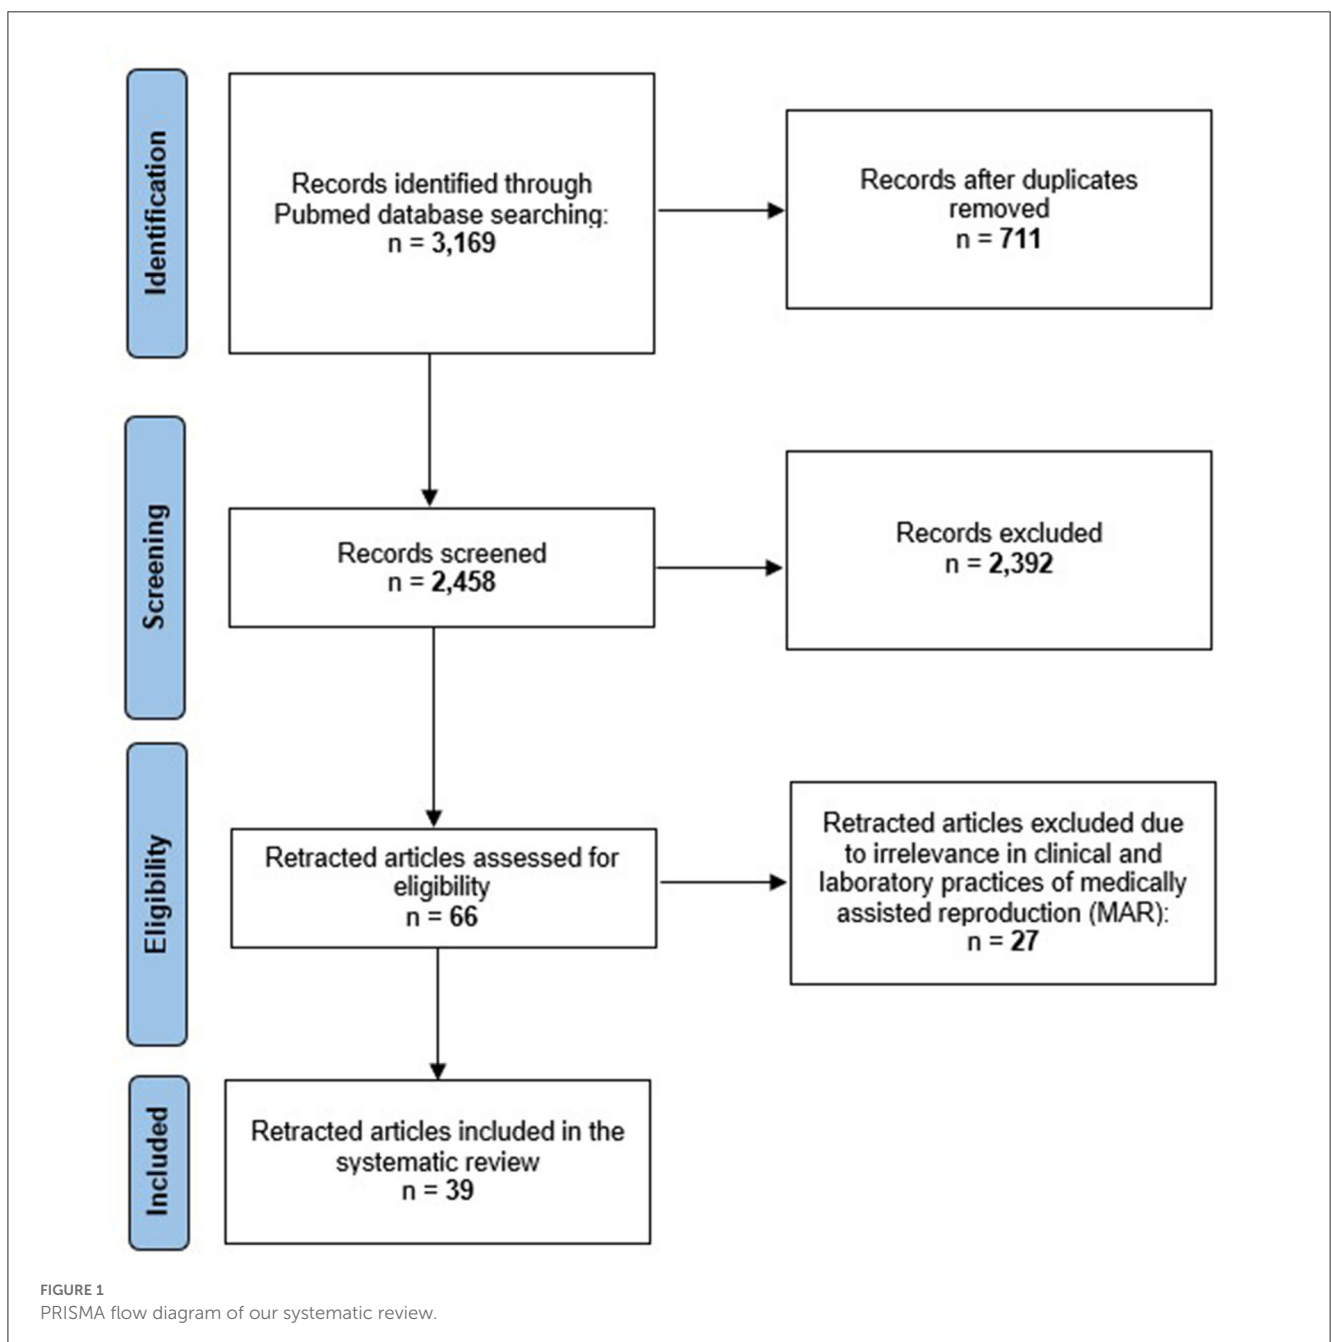 Identification
Records identified through
Pubmed database searching:
n = 3,169
Records after duplicates
removed
n = 711
Screening
Records screened
n = 2,458
Records excluded
n = 2,392
Eligibility
Retracted articles assessed for
eligibility
n = 66
Retracted articles excluded due
to irrelevance in clinical and
laboratory practices of medically
assisted reproduction (MAR):
n = 27
Included
Retracted articles included in the
systematic review
n = 39
FIGURE 1
PRISMA flow diagram of our systematic review.